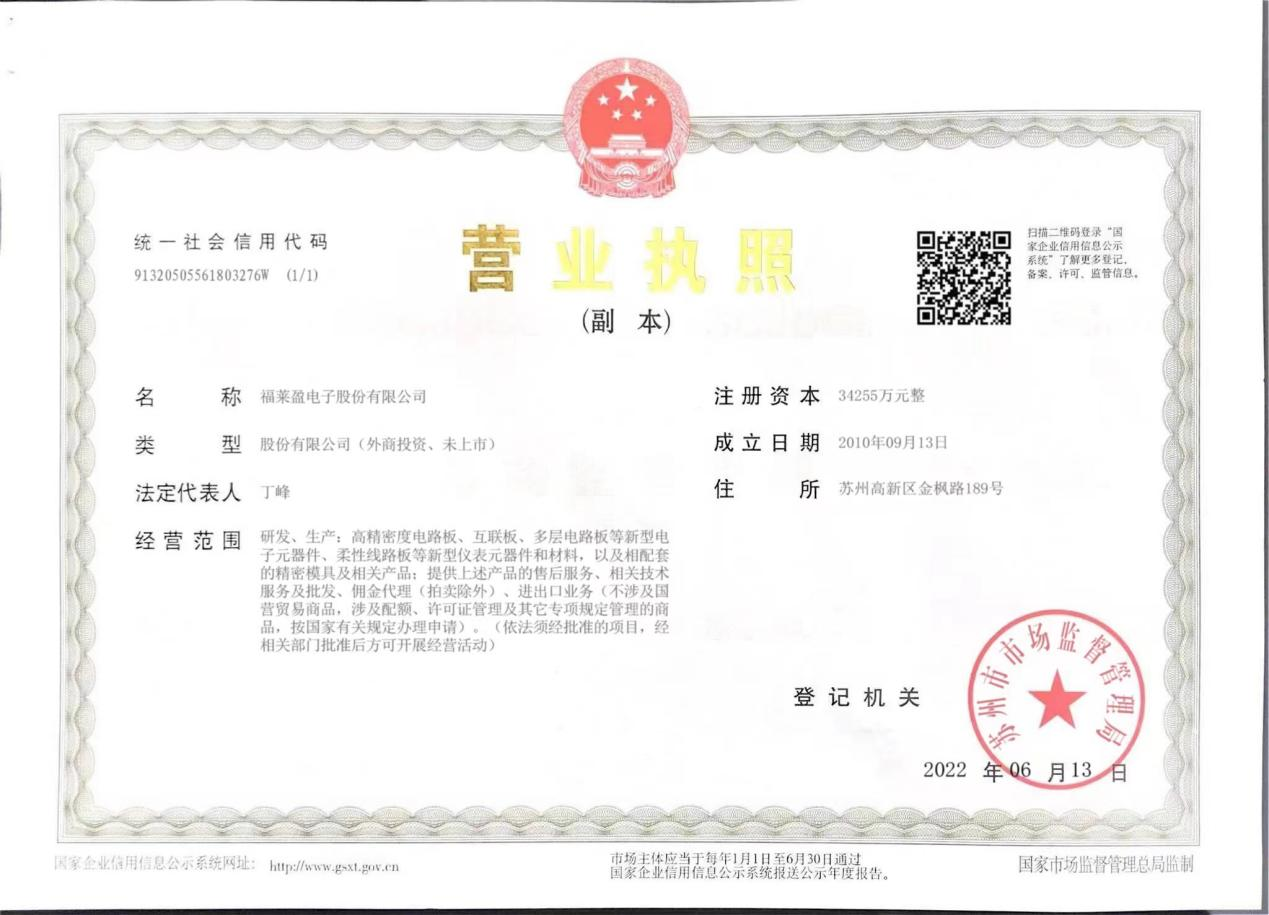 统一社会信用代码
91320505561803276W (1/1)
营业执照
(副 本)
扫描二维码登录“国
家企业信用信息公示
系统”了解更多登记、
备案、许可、监管信息。
名 称 福莱盈电子股份有限公司
类 型 股份有限公司（外商投资、未上市）
法定代表人 丁峰
经营范围 研发、生产：高精密度电路板、互联板、多层电路板等新型电
子元器件、柔性线路板等新型仪表元器件和材料，以及相配套
的精密模具及相关产品；提供上述产品的售后服务、相关技术
服务及批发、佣金代理（拍卖除外）、进出口业务（不涉及国
营贸易商品，涉及配额、许可证管理及其它专项规定管理的商
品，按国家有关规定办理申请）。（依法须经批准的项目，经
相关部门批准后方可开展经营活动）
注册资本 34255万元整
成立日期 2010年09月13日
住 所 苏州高新区金枫路189号
登记机关
苏州市市场监督管理局
2022 年 06 月 13 日
国家企业信用信息公示系统网址： http://www.gsxt.gov.cn
市场主体应当于每年1月1日至6月30日通过
国家企业信用信息公示系统报送公示年度报告。
国家市场监督管理总局监制